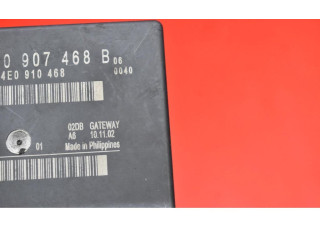 0 907 468 B 06
4E0 910 468 0040
02DB GATEWAY
A8 10.11.02
01 Made in Philippines